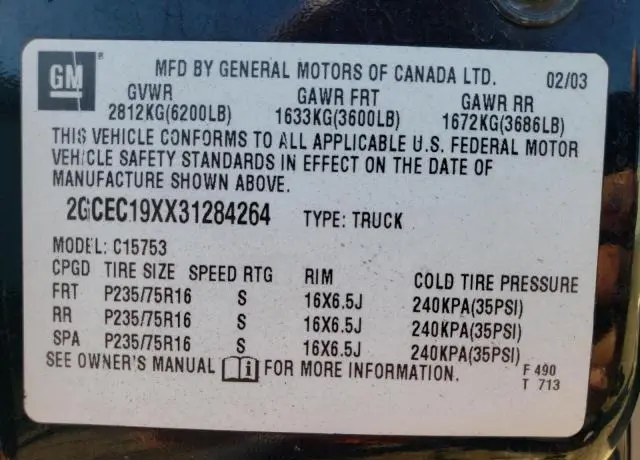 GM
MFD BY GENERAL MOTORS OF CANADA LTD. 02/03
GVWR GAWR FRT GAWR RR
2812KG(6200LB) 1633KG(3600LB) 1672KG(3686LB)
THIS VEHICLE CONFORMS TO ALL APPLICABLE U.S. FEDERAL MOTOR
VEHICLE SAFETY STANDARDS IN EFFECT ON THE DATE OF
MANUFACTURE SHOWN ABOVE.
2GCEC19XX31284264 TYPE: TRUCK
MODEL: C15753
CPGD TIRE SIZE SPEED RTG RIM COLD TIRE PRESSURE
FRT P235/75R16 S 16X6.5J 240KPA(35PSI)
RR P235/75R16 S 16X6.5J 240KPA(35PSI)
SPA P235/75R16 S 16X6.5J 240KPA(35PSI)
SEE OWNER'S MANUAL FOR MORE INFORMATION. F 490
T 713